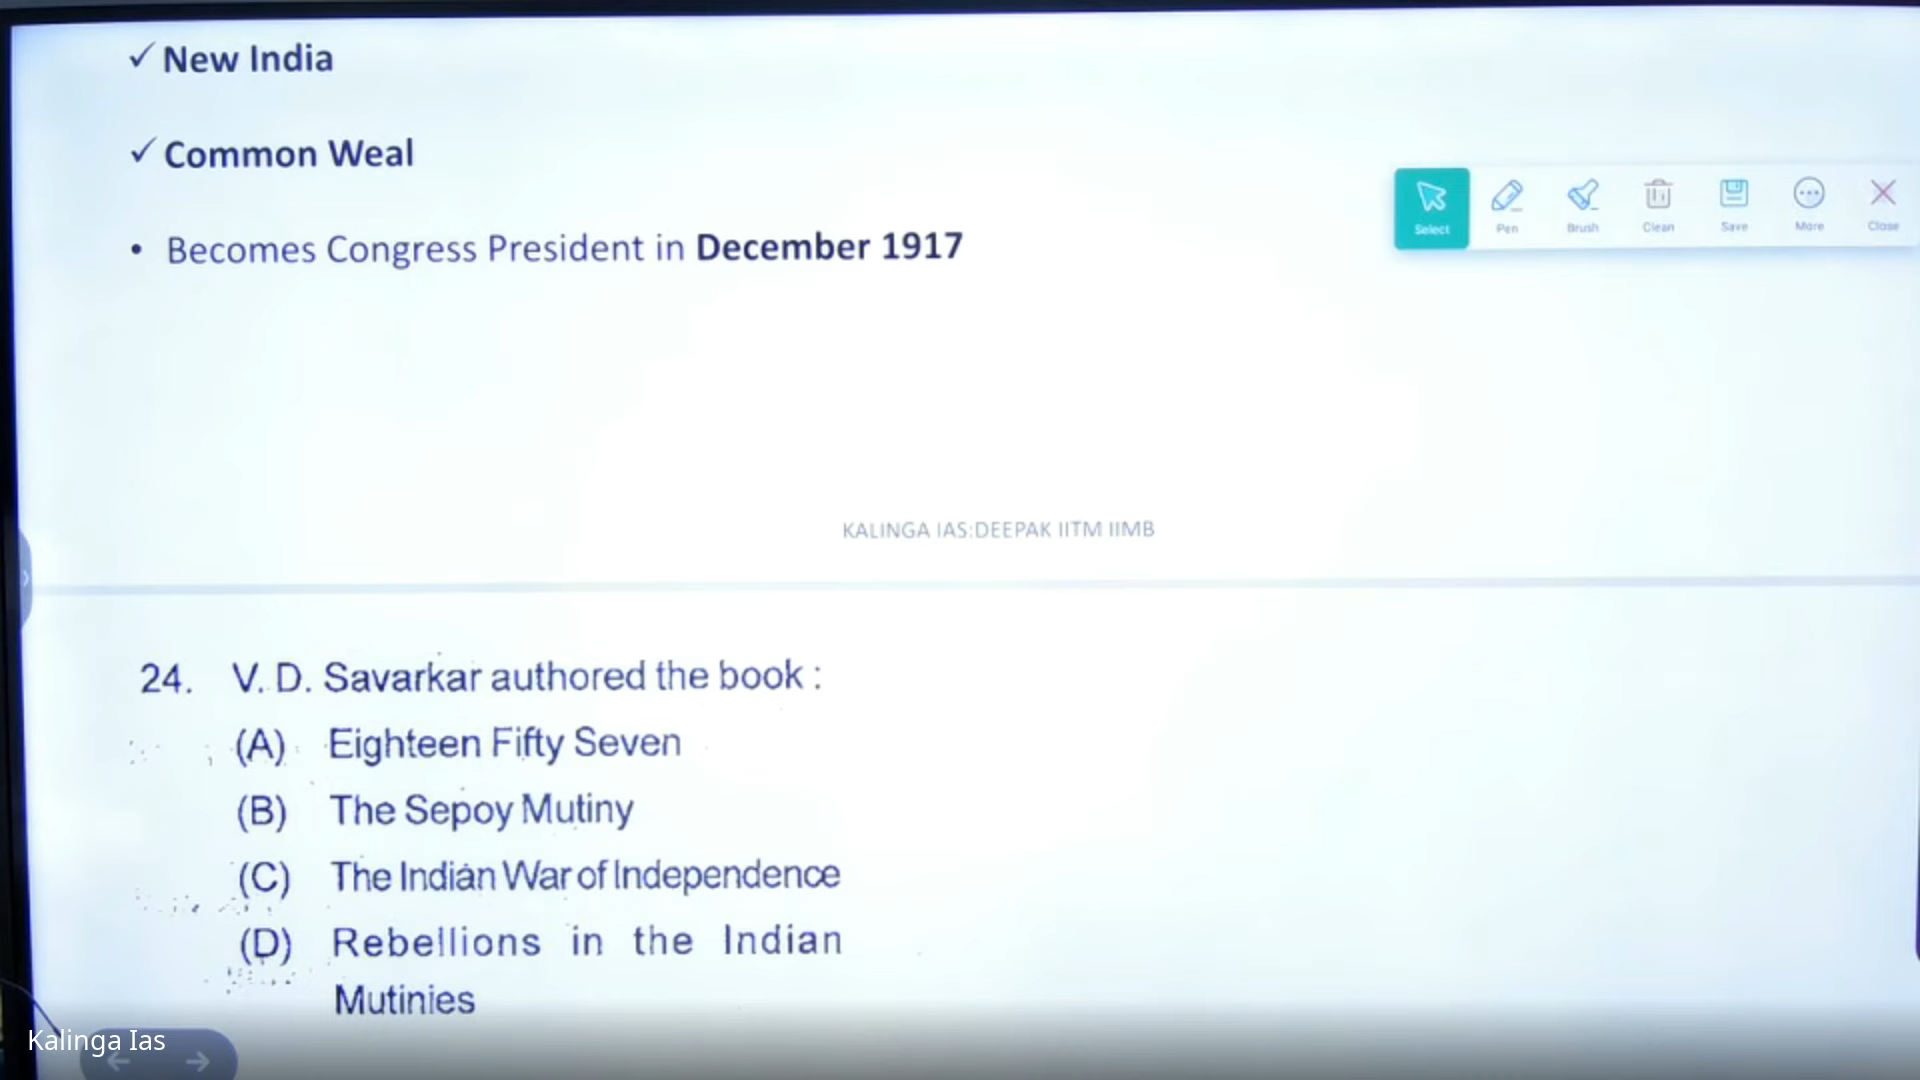 ✓ New India
✓ Common Weal
• Becomes Congress President in December 1917
Select Pen Brush Clean Save More Close
KALINGA IAS:DEEPAK IITM IIMB
24. V. D. Savarkar authored the book :
(A) Eighteen Fifty Seven
(B) The Sepoy Mutiny
(C) The Indian War of Independence
(D) Rebellions in the Indian
Mutinies
Kalinga Ias